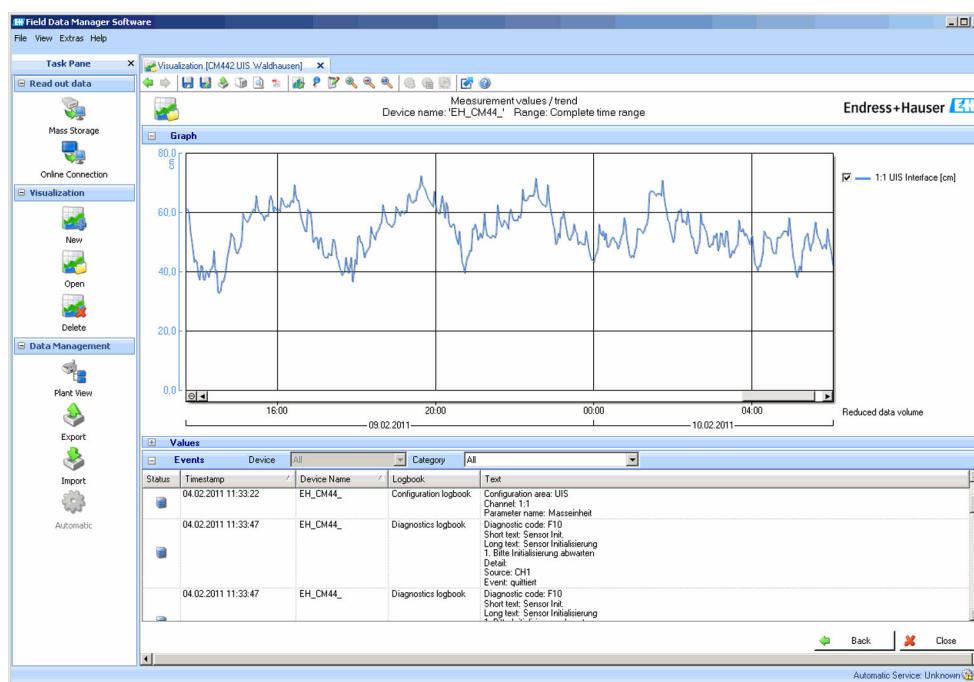 Field Data Manager Software
File View Extras Help
Task Pane
Read out data
Mass Storage
Online Connection
Visualization
New
Open
Delete
Data Management
Plant View
Export
Import
Automatic
Visualization [CM442 UIS Waldhausen]
Measurement values / trend
Device name: 'EH_CM44_' Range: Complete time range
Endress+Hauser EH
Graph
80,0
cm
60,0
40,0
20,0
0,0
1:1 UIS Interface [cm]
16:00 20:00 00:00 04:00
09.02.2011 10.02.2011
Reduced data volume
Values
Events Device All Category All
Status Timestamp Device Name Logbook Text
04.02.2011 11:33:22 EH_CM44_ Configuration logbook Configuration area: UIS
Channel: 1:1
Parameter name: Masseinheit
04.02.2011 11:33:47 EH_CM44_ Diagnostics logbook Diagnostic code: F10
Short text: Sensor Init.
Long text: Sensor Initialisierung
1. Bitte Initialisierung abwarten
Detail:
Source: CH1
Event: quittiert
04.02.2011 11:33:47 EH_CM44_ Diagnostics logbook Diagnostic code: F10
Short text: Sensor Init.
Long text: Sensor Initialisierung
Back Close
Automatic Service: Unknown